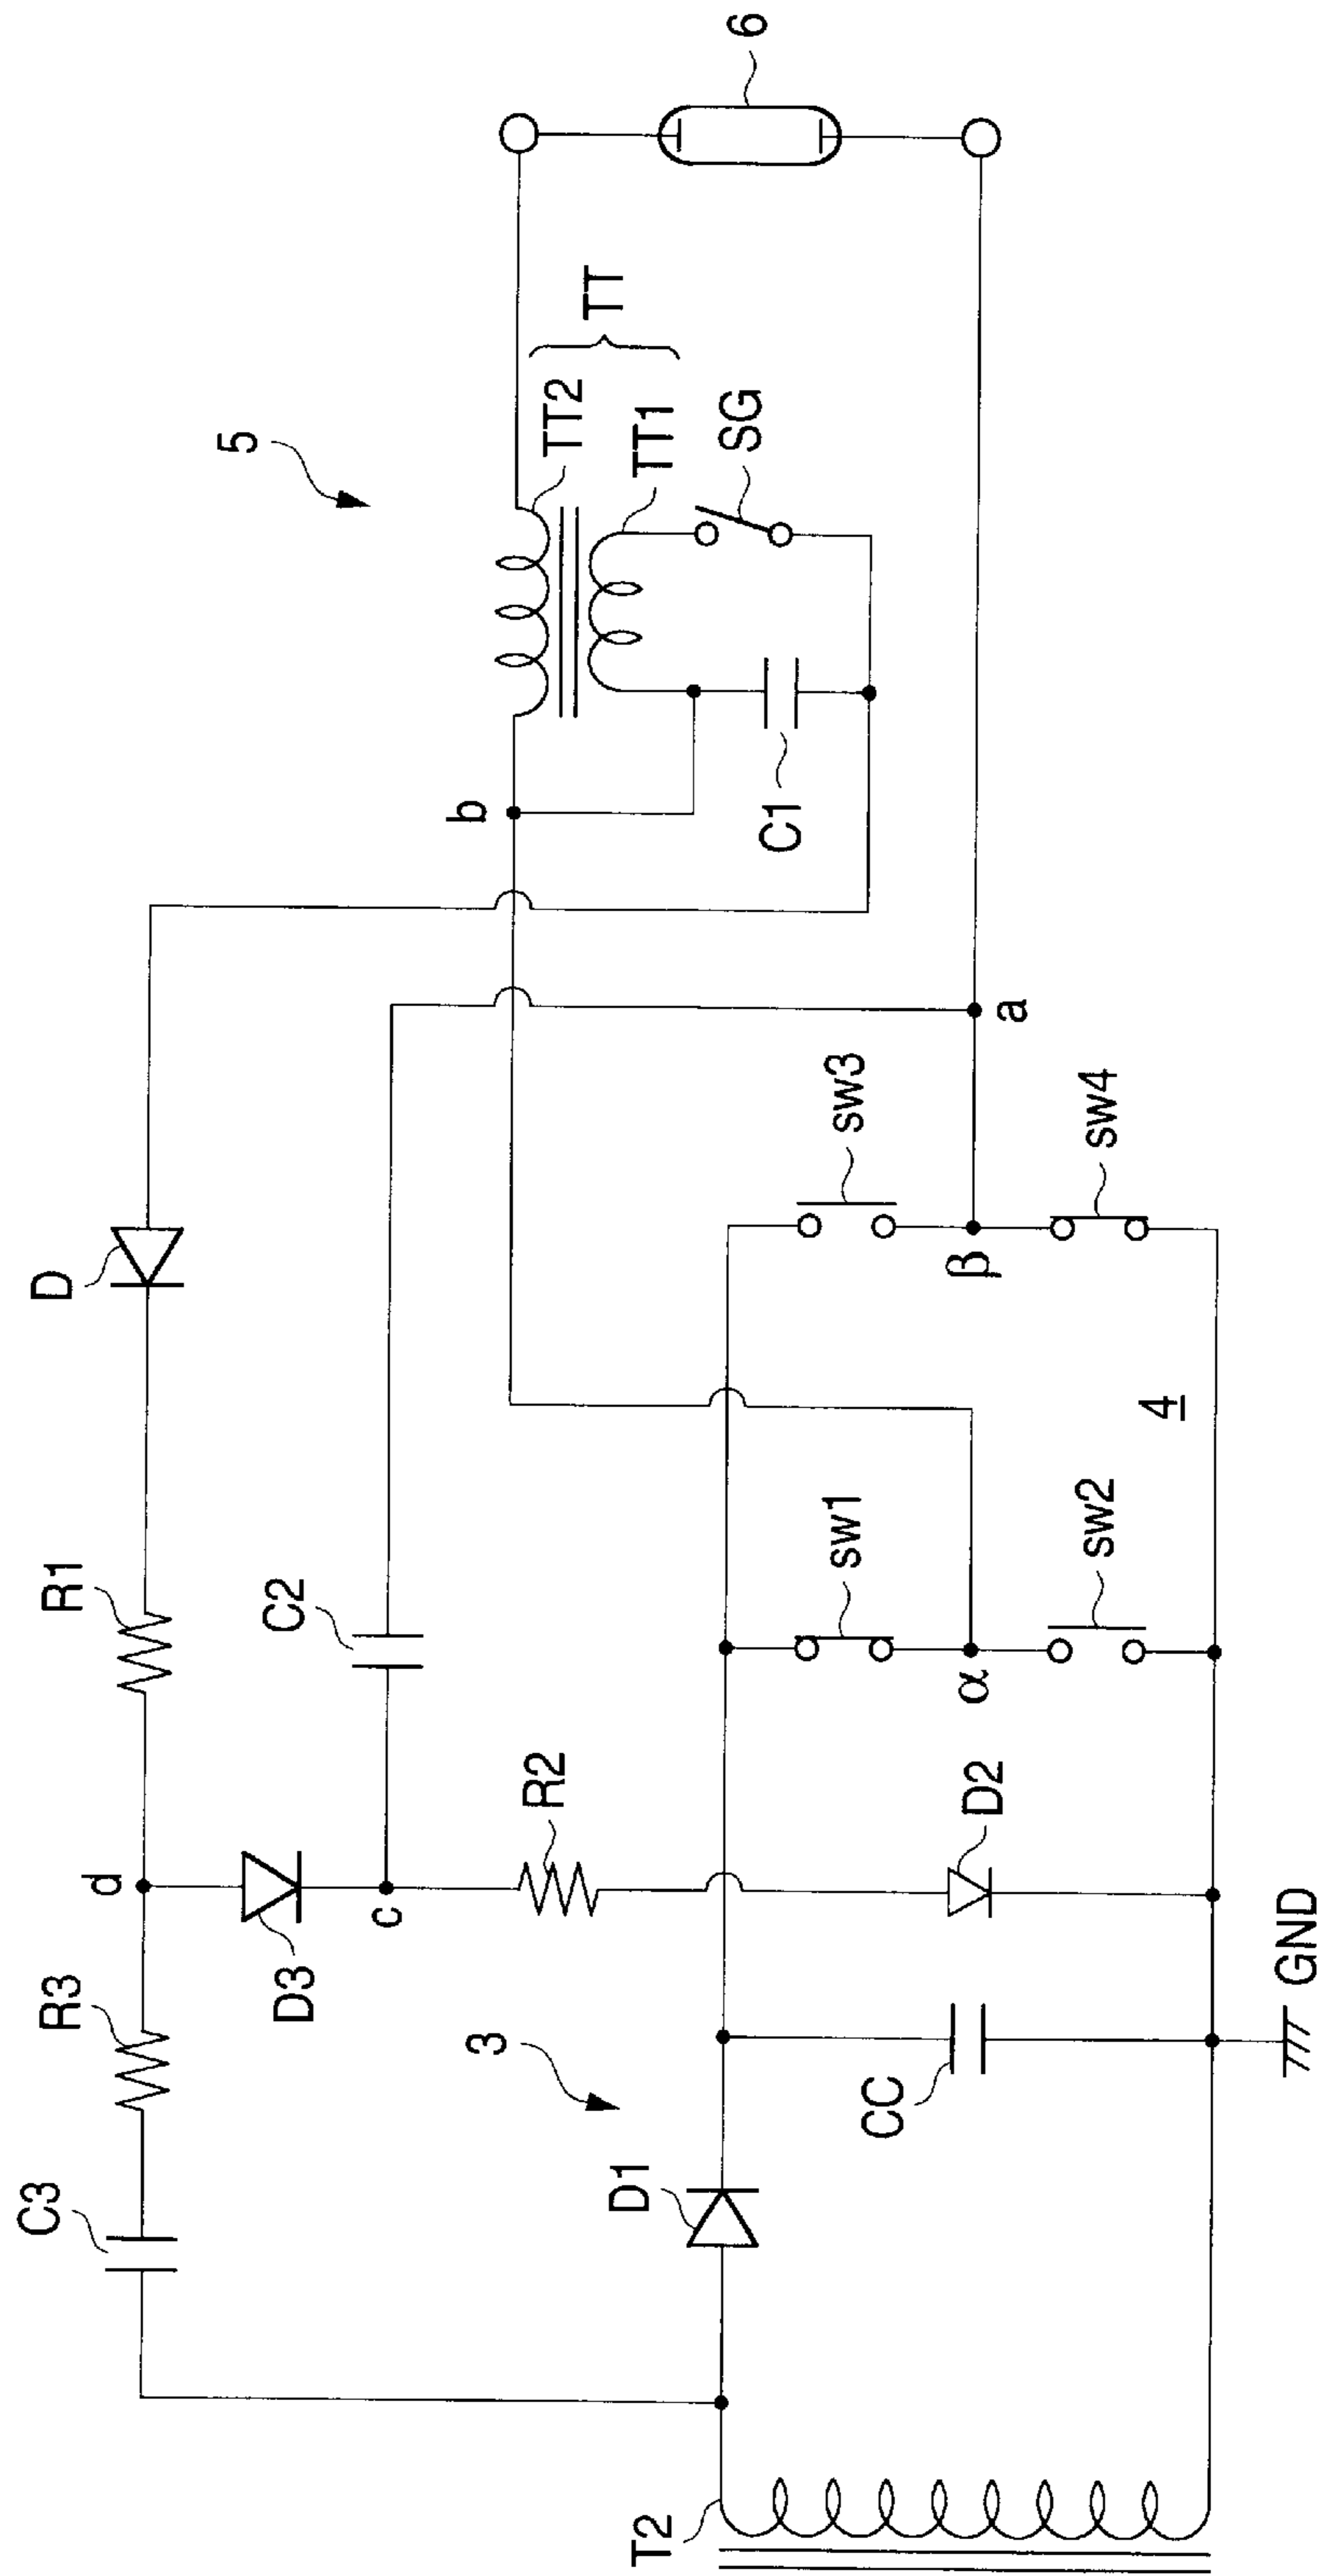 6
5
TT
TT2
TT1
SG
b
C1
a
D
sw3
sw4
β
4
R1
C2
sw1
sw2
α
d
R2
D2
c
D3
R3
3
CC
GND
C3
D1
T2